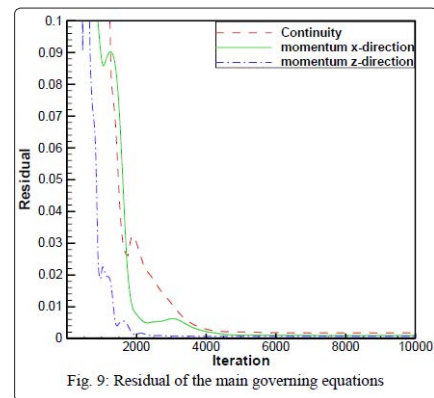 0.1
0.09
0.08
0.07
0.06
0.05
0.04
0.03
0.02
0.01
0
Residual
Continuity
momentum x-direction
momentum z-direction
2000 4000 6000 8000 10000
Iteration
Fig. 9: Residual of the main governing equations